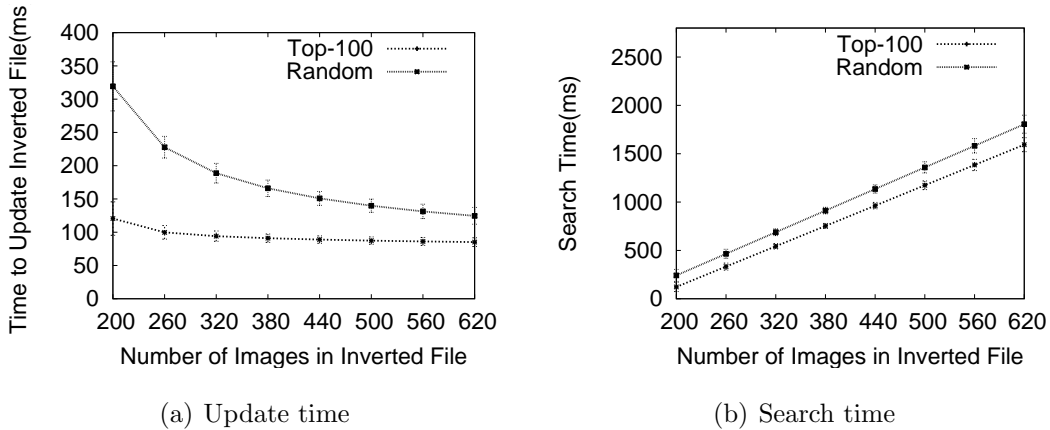 Time to Update Inverted File(ms
400
350
300
250
200
150
100
50
0
Top-100
Random
200 260 320 380 440 500 560 620
Number of Images in Inverted File
(a) Update time
Search Time(ms)
2500
2000
1500
1000
500
0
Top-100
Random
200 260 320 380 440 500 560 620
Number of Images in Inverted File
(b) Search time